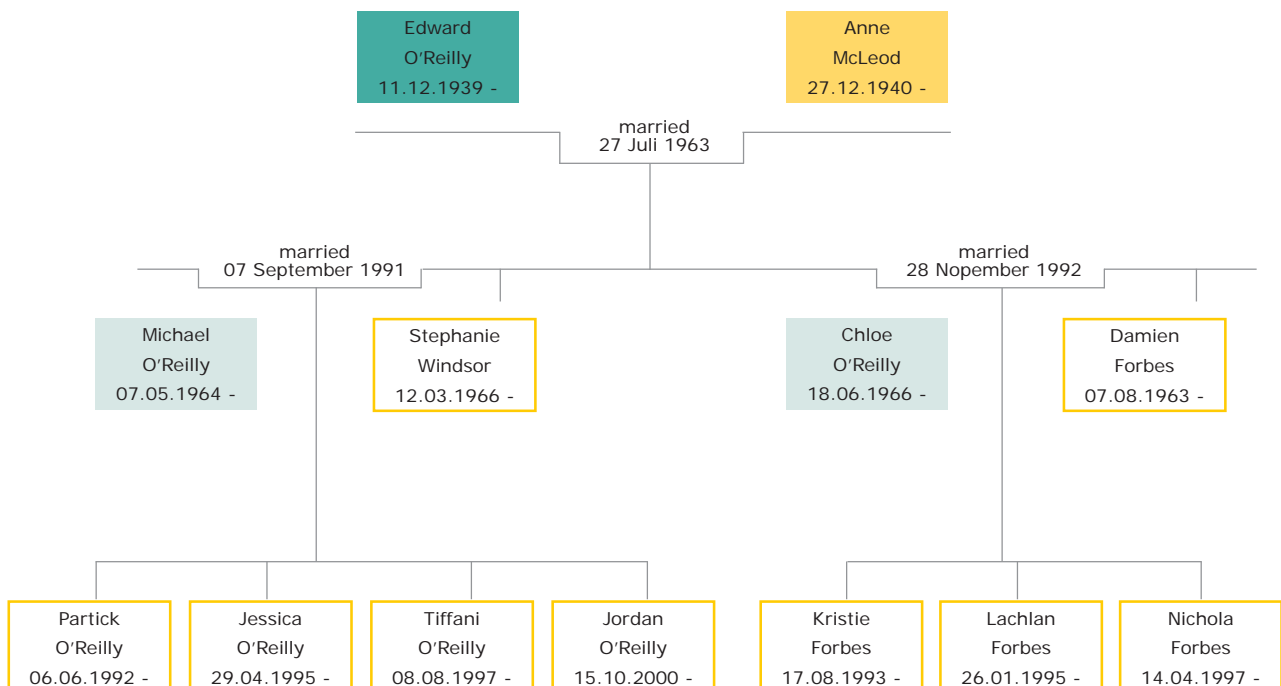 Edward
O'Reilly
11.12.1939 -
Anne
McLeod
27.12.1940 -
married
27 Juli 1963
married
07 September 1991
married
28 Nopember 1992
Michael
O'Reilly
07.05.1964 -
Stephanie
Windsor
12.03.1966 -
Chloe
O'Reilly
18.06.1966 -
Damien
Forbes
07.08.1963 -
Partick
O'Reilly
06.06.1992 -
Jessica
O'Reilly
29.04.1995 -
Tiffani
O'Reilly
08.08.1997 -
Jordan
O'Reilly
15.10.2000 -
Kristie
Forbes
17.08.1993 -
Lachlan
Forbes
26.01.1995 -
Nichola
Forbes
14.04.1997 -